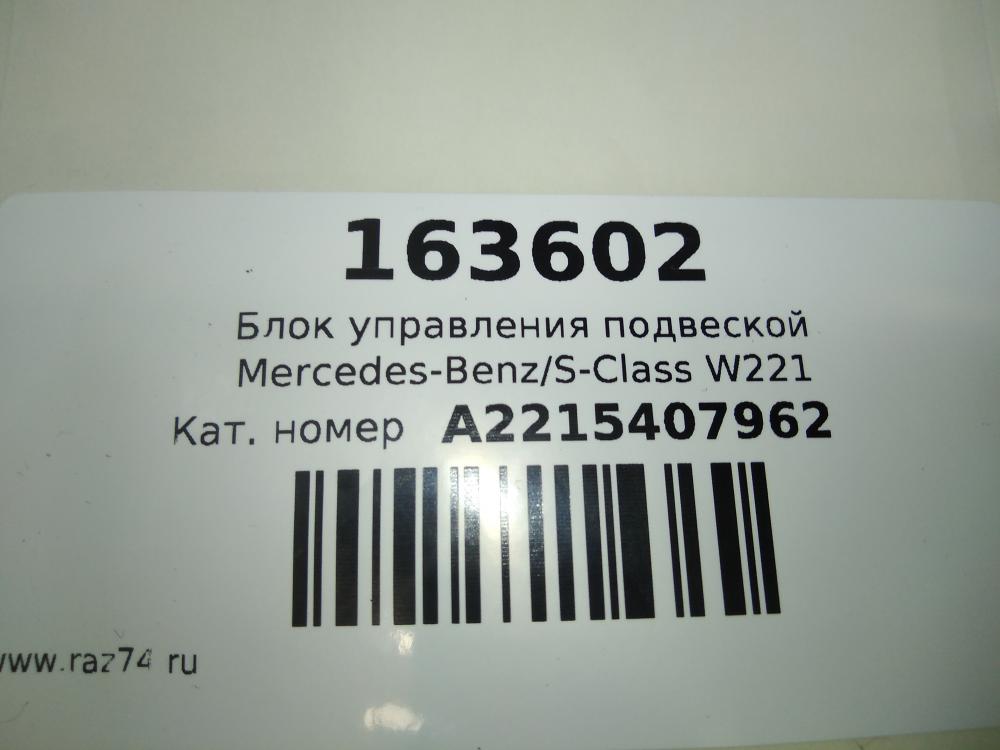 163602
Блок управления подвеской
Mercedes-Benz/S-Class W221
Кат. номер A2215407962
www.raz74 ru